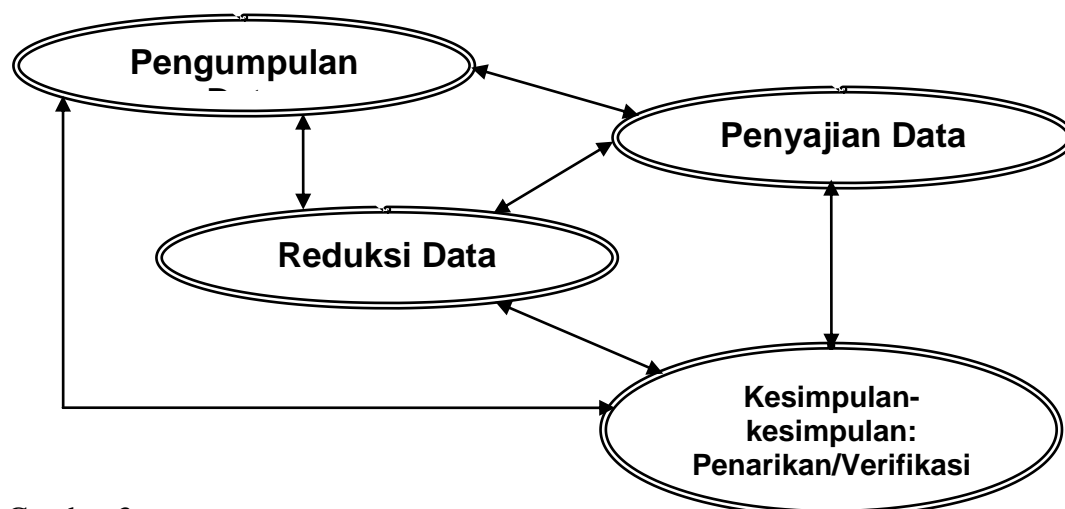 Pengumpulan
Penyajian Data
Reduksi Data
Kesimpulan-
kesimpulan:
Penarikan/Verifikasi